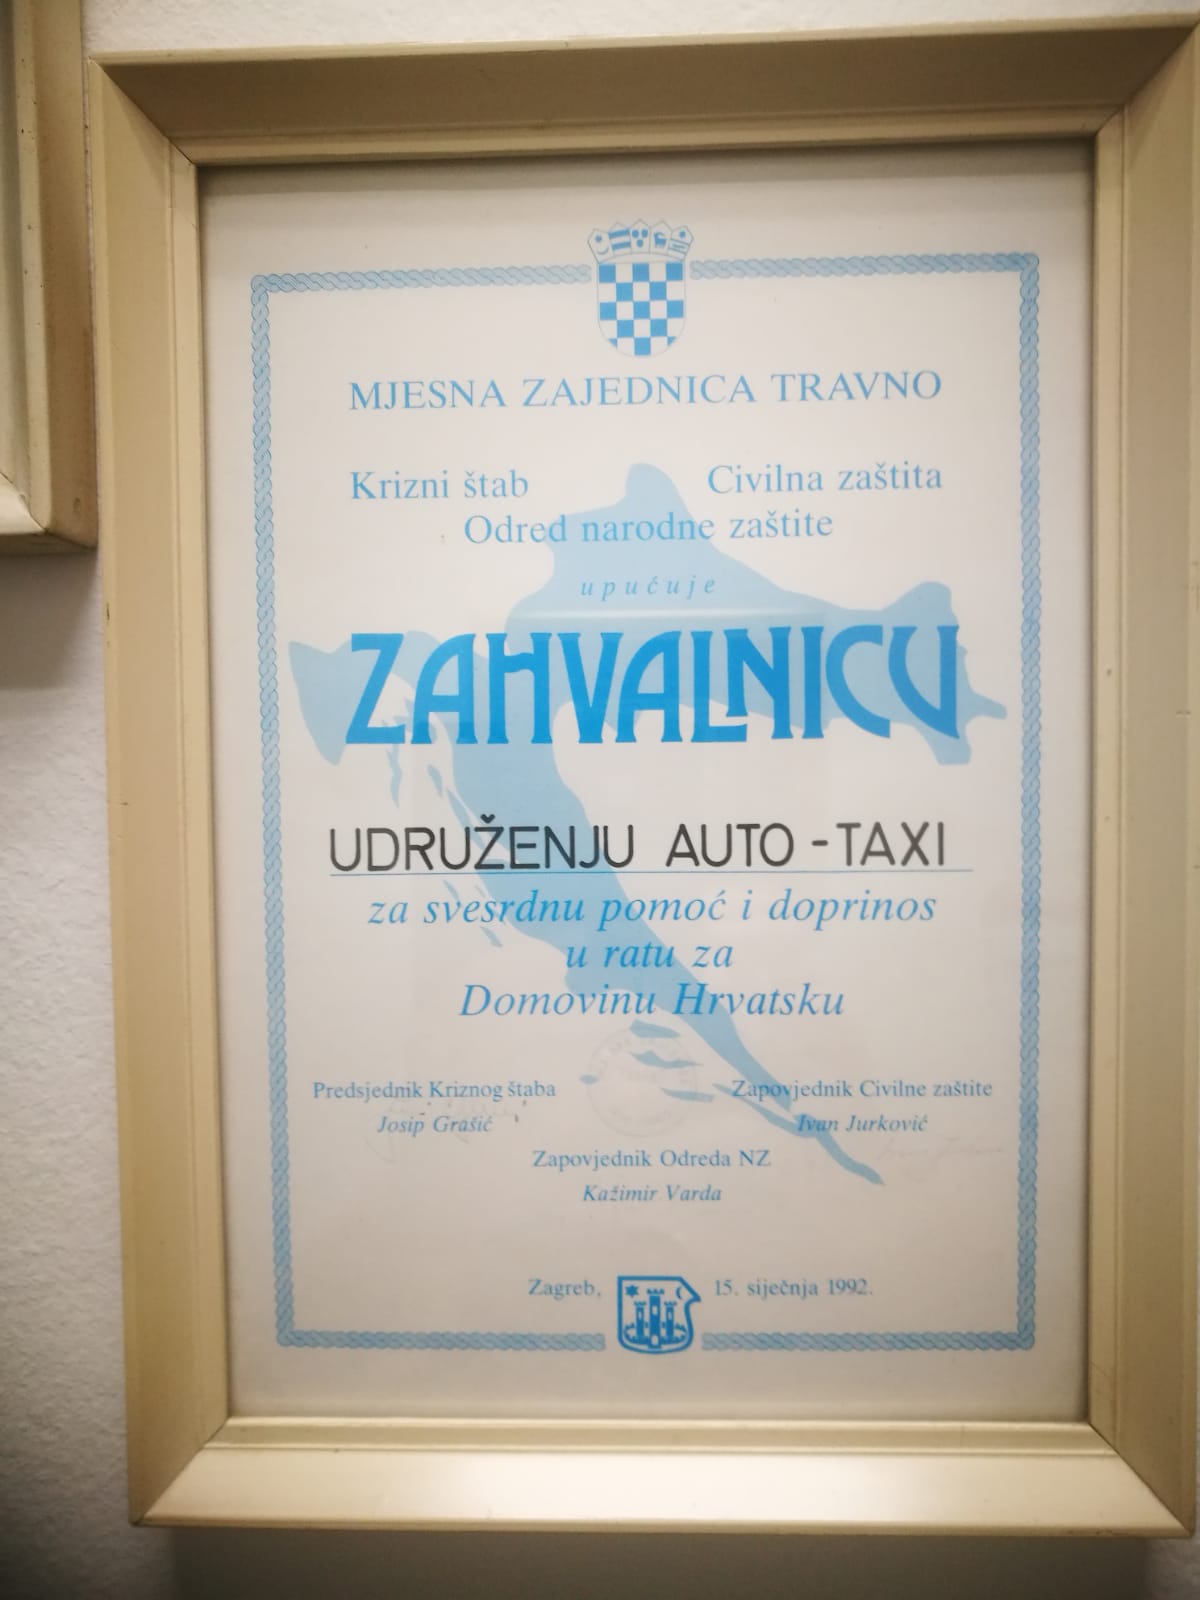 MJESNA ZAJEDNICA TRAVNO
Krizni štab Civilna zaštita
Odred narodne zaštite
upućuje
ZAHVALNICU
UDRUŽENJU AUTO-TAXI
za svesrdnu pomoć i doprinos
u ratu za
Domovinu Hrvatsku
Predsjednik Kriznog štaba Zapovjednik Civilne zaštite
Josip Grašić Ivan Jurković
Zapovjednik Odreda NZ
Kažimir Varda
Zagreb, 15. siječnja 1992.